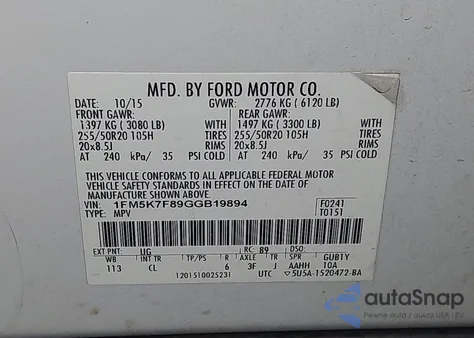 MFD. BY FORD MOTOR CO.
DATE: 10/15 GVWR: 2776 KG ( 6120 LB)
FRONT GAWR: REAR GAWR:
1397 KG ( 3080 LB) WITH 1497 KG ( 3300 LB) WITH
255/50R20 105H TIRES 255/50R20 105H TIRES
20x8.5J RIMS 20x8.5J RIMS
AT 240 kPa/ 35 PSI COLD AT 240 kPa/ 35 PSI COLD
THIS VEHICLE CONFORMS TO ALL APPLICABLE FEDERAL MOTOR
VEHICLE SAFETY STANDARDS IN EFFECT ON THE DATE OF MANUFACTURE
SHOWN ABOVE.
VIN: 1FM5K7F89GGB19894 F0241
TYPE: MPV T0151
EXT PNT: UG RC: 89 DSO:
WB INT TR TP/PS R AXLE TR SPR GUB1Y
113 CL 6 3F J AAHH 10A
1201510025231 UTC 5U5A-1520472-BA
autoSnap
Pewne auta z USA i EU